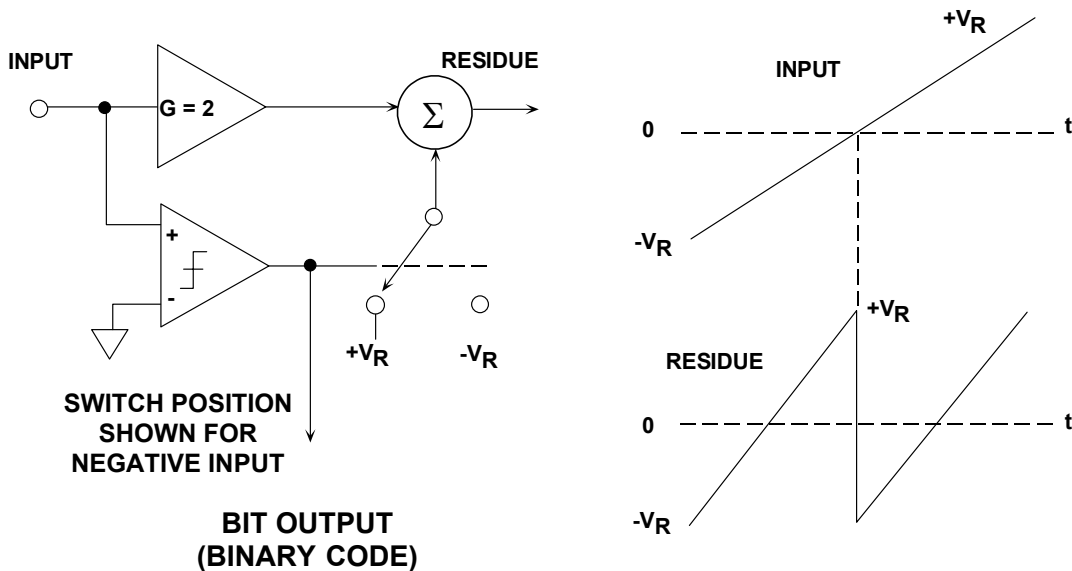 INPUT
G = 2
RESIDUE
Σ
+
-
+VR
-VR
SWITCH POSITION
SHOWN FOR
NEGATIVE INPUT
BIT OUTPUT
(BINARY CODE)
+VR
INPUT
0
t
-VR
+VR
RESIDUE
0
t
-VR